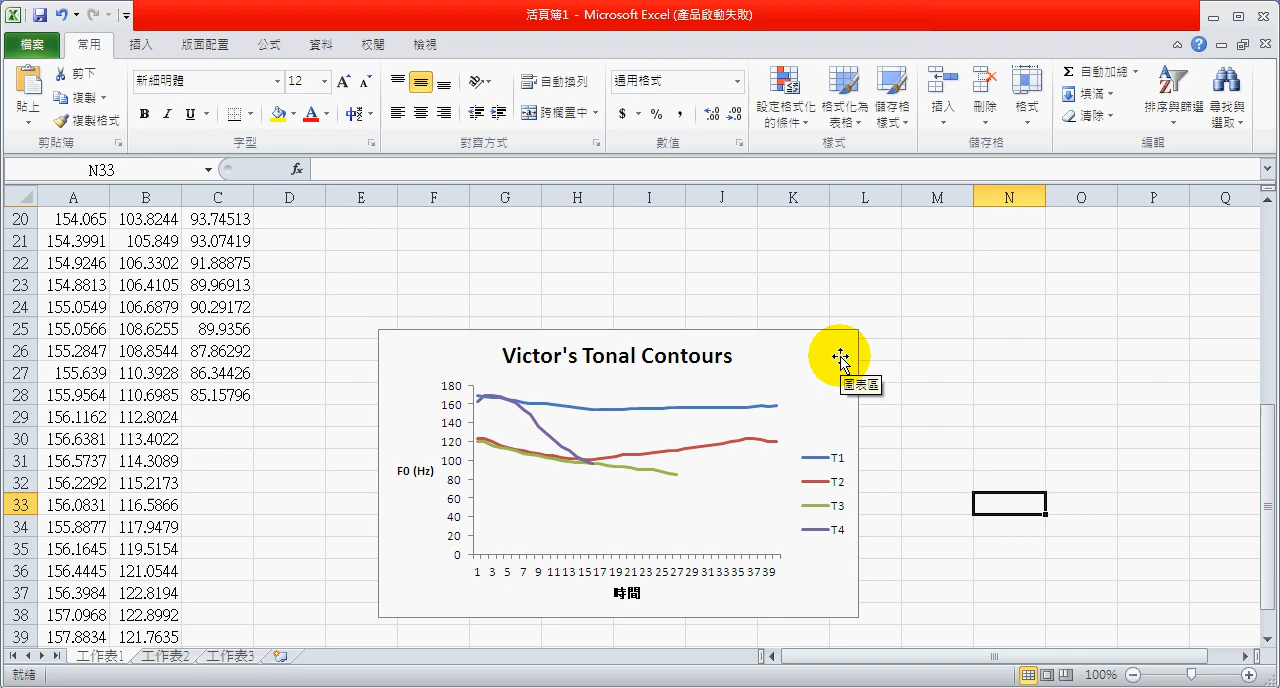 活頁簿1 - Microsoft Excel (產品啟動失敗)
檔案 常用 插入 版面配置 公式 資料 校閱 檢視
剪下
複製
複製格式
貼上
新細明體 12
B I U
自動換列
跨欄置中
通用格式
$ % ,
設定格式化的條件
格式化為表格
儲存格樣式
插入
刪除
格式
Σ 自動加總
填滿
清除
排序與篩選
尋找與選取
剪貼簿 字型 對齊方式 數值 樣式 儲存格 編輯
N33 fx
A B C D E F G H I J K L M N O P Q
20 154.065 103.8244 93.74513
21 154.3991 105.849 93.07419
22 154.9246 106.3302 91.88875
23 154.8813 106.4105 89.96913
24 155.0549 106.6879 90.29172
25 155.0566 108.6255 89.9356
26 155.2847 108.8544 87.86292
27 155.639 110.2923 86.34426
28 155.9564 110.6985 85.15796
29 156.1162 112.8024
30 156.6381 113.4022
31 156.5737 114.3089
32 156.2292 115.2173
33 156.0831 116.5866
34 155.8877 117.9479
35 156.1645 119.5154
36 156.4445 121.0544
37 156.3984 122.8194
38 157.0968 122.8992
39 157.8834 121.7635
Victor's Tonal Contours
圖表區
180
160
140
120
100
80
60
40
20
0
F0 (Hz)
1 3 5 7 9 11 13 15 17 19 21 23 25 27 29 31 33 35 37 39
時間
T1
T2
T3
T4
工作表1 工作表2 工作表3
就緒 100%